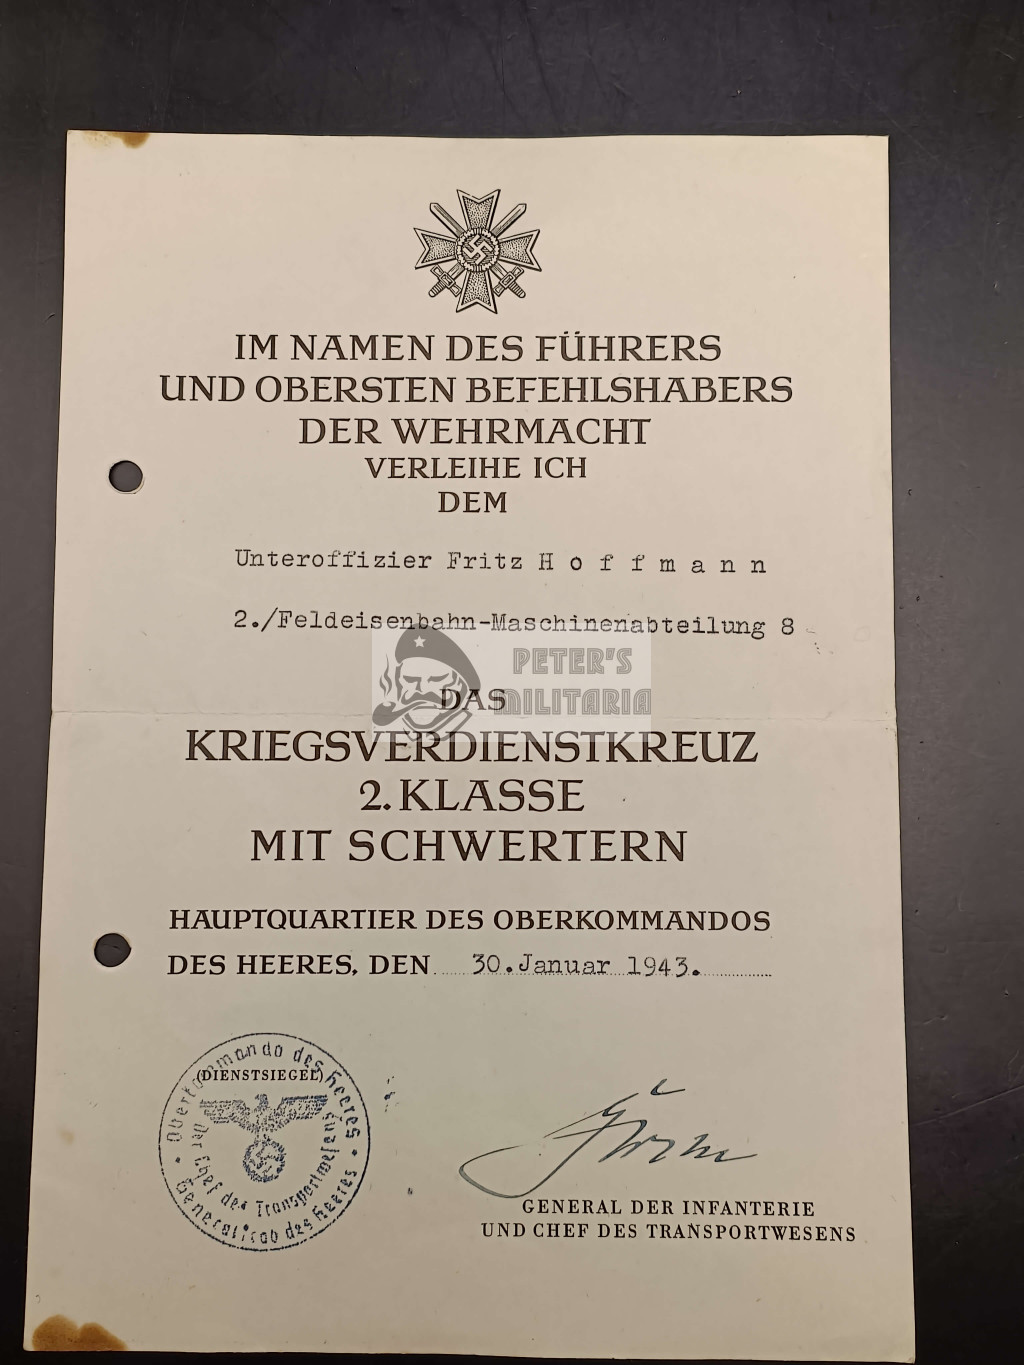 IM NAMEN DES FÜHRERS
UND OBERSTEN BEFEHLSHABERS
DER WEHRMACHT
VERLEIHE ICH
DEM
Unteroffizier Fritz H o f f m a n n
2./Feldeisenbahn-Maschinenabteilung 8
PETER'S
MILITARIA
DAS
KRIEGSVERDIENSTKREUZ
2. KLASSE
MIT SCHWERTERN
HAUPTQUARTIER DES OBERKOMMANDOS
DES HEERES, DEN 30.Januar 1943.
Oberkommando des Heeres
(DIENSTSIEGEL)
Der Chef des Transportwesens
Generalstab des Heeres
GENERAL DER INFANTERIE
UND CHEF DES TRANSPORTWESENS